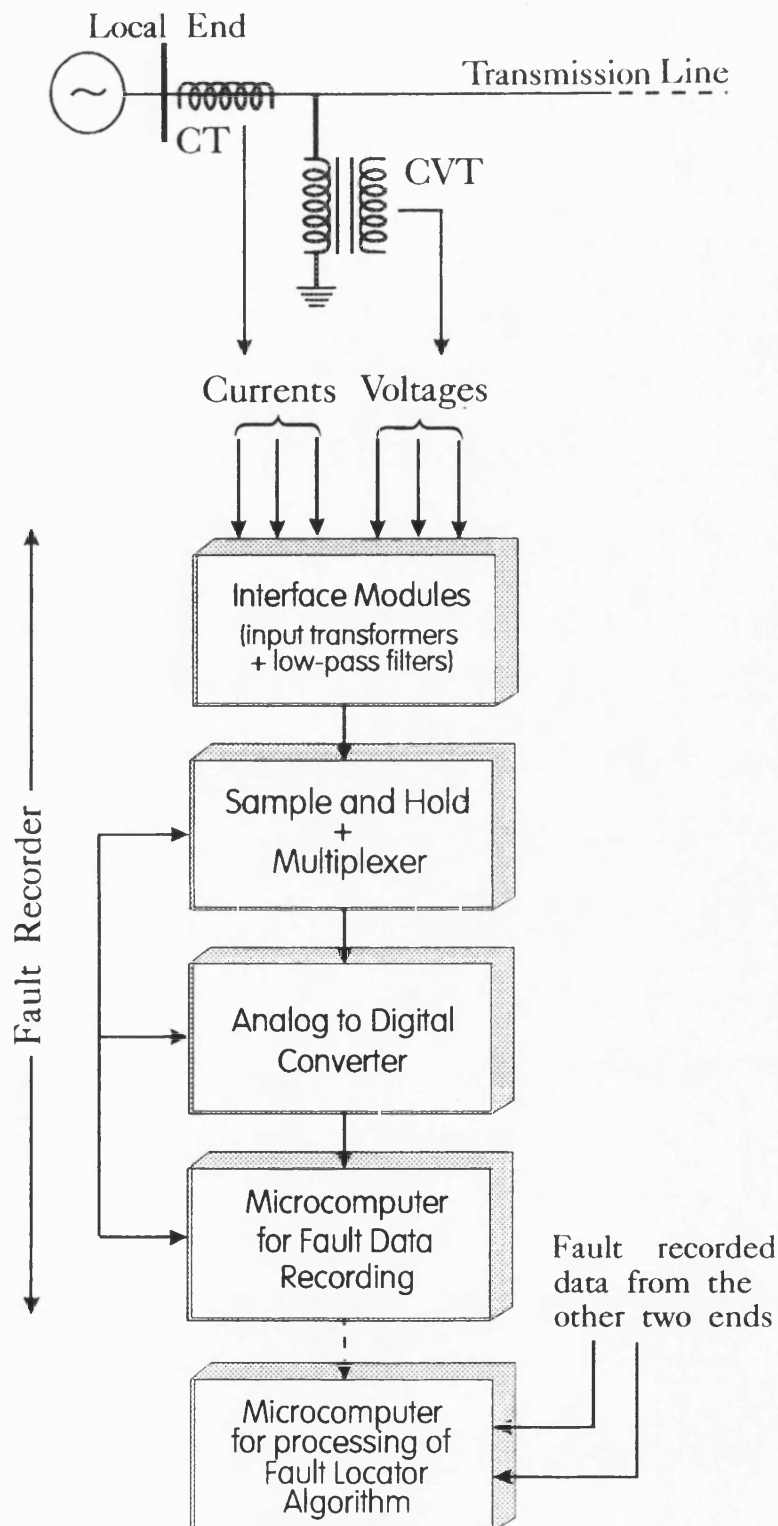 Local End
Transmission Line
~
CT
CVT
Currents Voltages
Fault Recorder
Interface Modules
(input transformers
+ low-pass filters)
Sample and Hold
+
Multiplexer
Analog to Digital
Converter
Microcomputer
for Fault Data
Recording
Fault recorded
data from the
other two ends
Microcomputer
for processing of
Fault Locator
Algorithm